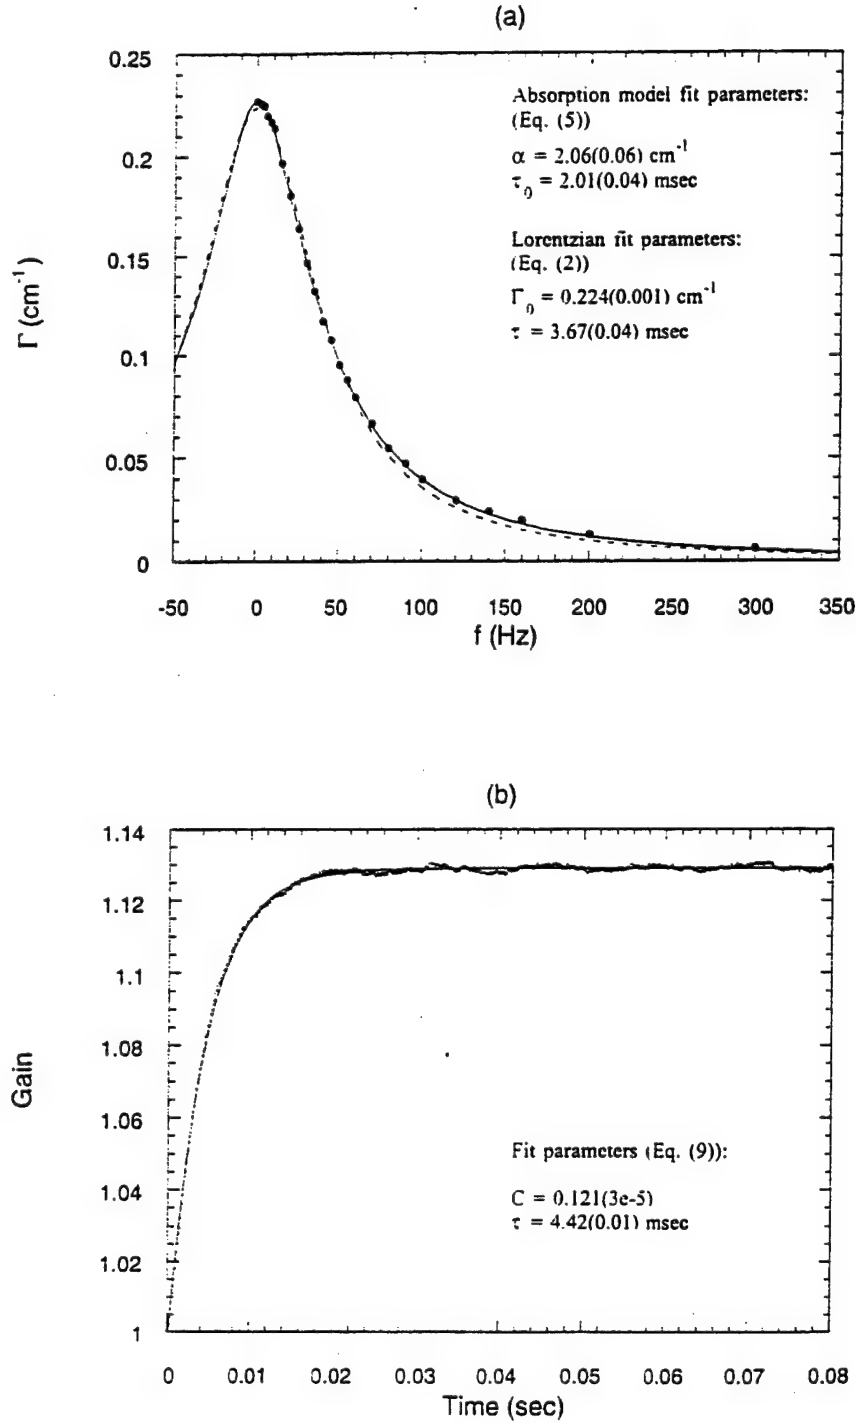 (a)
0.25
0.2
0.15
0.1
0.05
0
Γ (cm⁻¹)
Absorption model fit parameters:
(Eq. (5))
α = 2.06(0.06) cm⁻¹
τ₀ = 2.01(0.04) msec
Lorentzian fit parameters:
(Eq. (2))
Γ₀ = 0.224(0.001) cm⁻¹
τ = 3.67(0.04) msec
-50 0 50 100 150 200 250 300 350
f (Hz)
(b)
1.14
1.12
1.1
1.08
1.06
1.04
1.02
1
Gain
Fit parameters (Eq. (9)):
C = 0.121(3e-5)
τ = 4.42(0.01) msec
0 0.01 0.02 0.03 0.04 0.05 0.06 0.07 0.08
Time (sec)